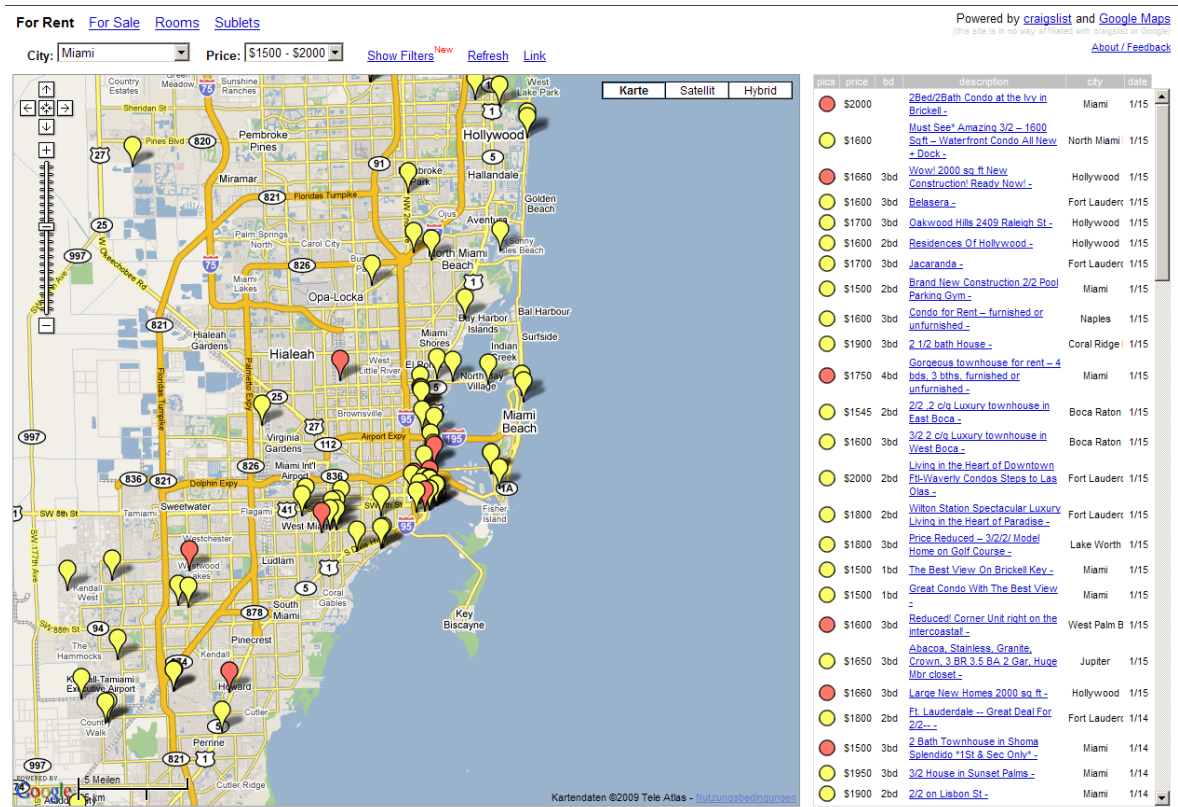 For Rent For Sale Rooms Sublets
Powered by craigslist and Google Maps
(this site is in no way affiliated with craigslist or Google)
About / Feedback
City: Miami Price: $1500 - $2000 Show Filters New Refresh Link
Karte Satellit Hybrid
Country Estates
Sunshine Ranches
West Lake Park
Sheridan St
Hollywood
Pembroke Pines
Pines Blvd
Miramar
Hallandale
Florida's Turnpike
Golden Beach
Ojus
Aventura
Palm Springs North
Carol City
North Miami Beach
Miami Lakes
Opa-Locka
W Okeechobee Rd
Bay Harbor Islands
Bal Harbour
Surfside
Hialeah Gardens
Hialeah
Miami Shores
Indian Creek
West Little River
North Bay Village
Palmetto Expy
Floridas Turnpike
Brownsville
Miami Beach
Virginia Gardens
Airport Expy
Miami Int'l Airport
Dolphin Expy
Sweetwater
Fisher Island
SW 8th St
Tamiami
Flagami
West Miami
SW 177th Ave
Westchester
Westwood Lakes
Ludlam
Coral Gables
Kendall West
South Miami
SW 88th St
Key Biscayne
Pinecrest
The Hammocks
Kendall
Kendall-Tamiami Executive Airport
Howard
Country Walk
Cutler
Perrine
Cutler Ridge
POWERED BY
Google
5 Meilen
5 km
Kartendaten ©2009 Tele Atlas - Nutzungsbedingungen
pics price bd description city date
$2000 2Bed/2Bath Condo at the Ivy in Brickell - Miami 1/15
$1600 Must See* Amazing 3/2 – 1600 Sqft – Waterfront Condo All New + Dock - North Miami 1/15
$1660 3bd Wow! 2000 sq ft New Construction! Ready Now! - Hollywood 1/15
$1600 3bd Belasera - Fort Lauderd 1/15
$1700 3bd Oakwood Hills 2409 Raleigh St - Hollywood 1/15
$1600 2bd Residences Of Hollywood - Hollywood 1/15
$1700 3bd Jacaranda - Fort Lauderd 1/15
$1500 2bd Brand New Construction 2/2 Pool Parking Gym - Miami 1/15
$1600 3bd Condo for Rent – furnished or unfurnished - Naples 1/15
$1900 3bd 2 1/2 bath House - Coral Ridge 1/15
$1750 4bd Gorgeous townhouse for rent – 4 bds, 3 bths, furnished or unfurnished - Miami 1/15
$1545 2bd 2/2 ,2 c/g Luxury townhouse in East Boca - Boca Raton 1/15
$1600 3bd 3/2 2 c/g Luxury townhouse in West Boca - Boca Raton 1/15
$2000 2bd Living in the Heart of Downtown Ftl-Waverly Condos Steps to Las Olas - Fort Lauderd 1/15
$1800 2bd Wilton Station Spectacular Luxury Living in the Heart of Paradise - Fort Lauderd 1/15
$1800 3bd Price Reduced – 3/2/2/ Model Home on Golf Course - Lake Worth 1/15
$1500 1bd The Best View On Brickell Key - Miami 1/15
$1500 1bd Great Condo With The Best View - Miami 1/15
$1600 3bd Reduced! Corner Unit right on the intercoastal! - West Palm B 1/15
$1650 3bd Abacoa, Stainless, Granite, Crown, 3 BR 3.5 BA 2 Gar, Huge Mbr closet - Jupiter 1/15
$1660 3bd Large New Homes 2000 sq ft - Hollywood 1/15
$1800 2bd Ft. Lauderdale -- Great Deal For 2/2-- - Fort Lauderd 1/14
$1500 3bd 2 Bath Townhouse in Shoma Splendido *1St & Sec Only* - Miami 1/14
$1950 3bd 3/2 House in Sunset Palms - Miami 1/14
$1900 2bd 2/2 on Lisbon St - Miami 1/14